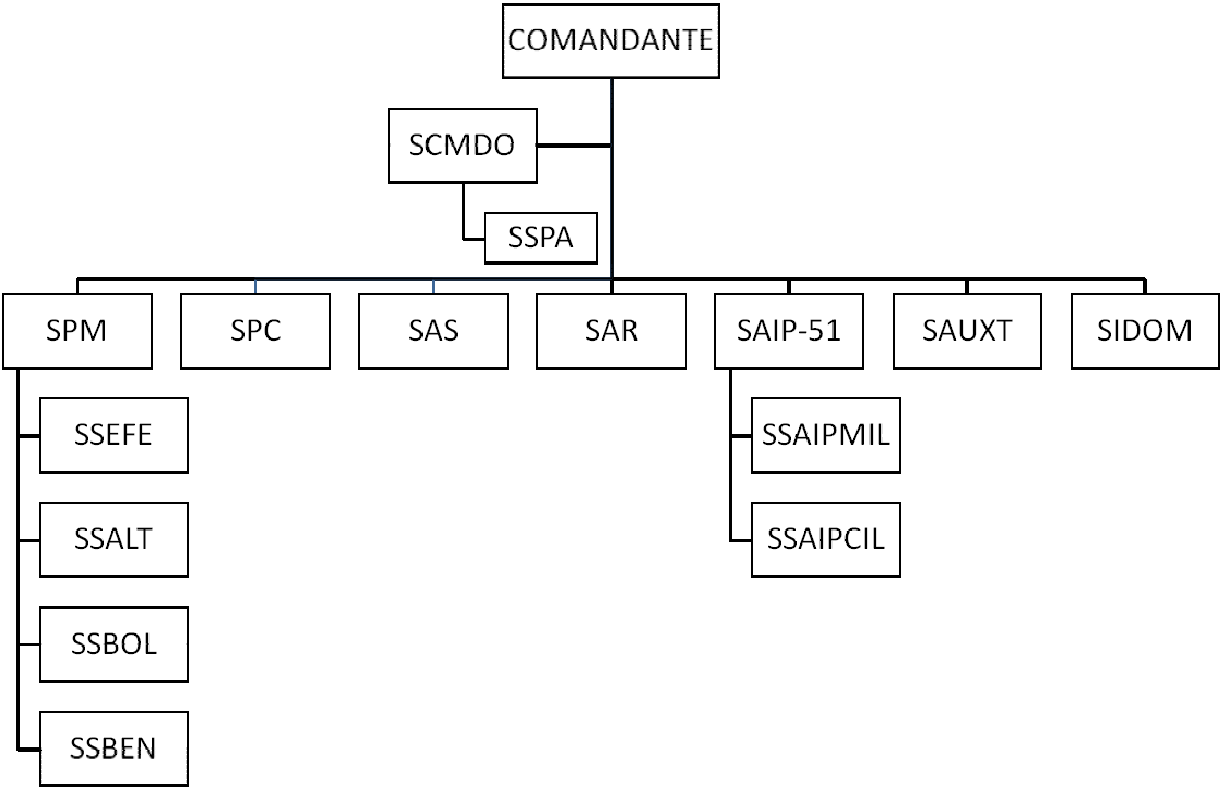 COMANDANTE
SCMDO
SSPA
SPM
SPC
SAS
SAR
SAIP-51
SAUXT
SIDOM
SSEFE
SSAIPMIL
SSALT
SSAIPCIL
SSBOL
SSBEN